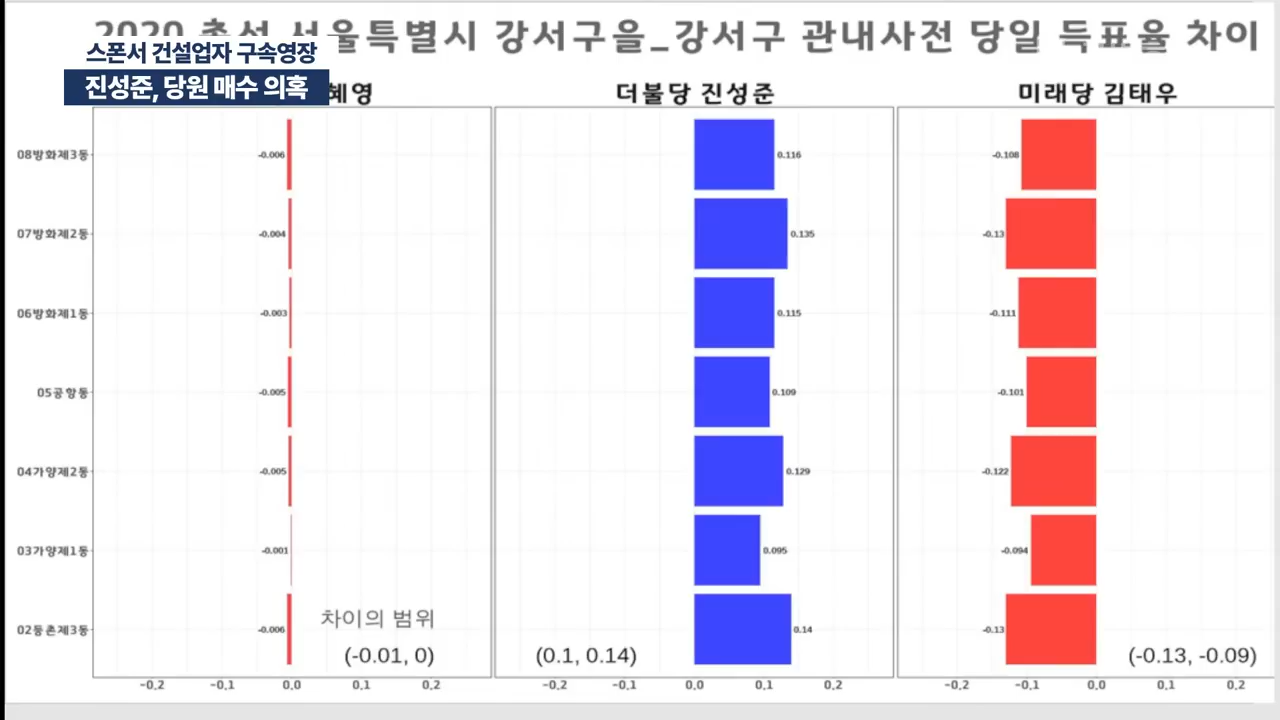 2020 총선 서울특별시 강서구을_강서구 관내사전 당일 득표율 차이
스폰서 건설업자 구속영장
진성준, 당원 매수 의혹
혜영
더불당 진성준
미래당 김태우
08방화제3동
-0.006
0.116
-0.108
07방화제2동
-0.004
0.135
-0.13
06방화제1동
-0.003
0.115
-0.111
05공항동
-0.005
0.109
-0.101
04가양제2동
-0.005
0.129
-0.122
03가양제1동
-0.001
0.095
-0.094
02등촌제3동
-0.006
0.14
-0.13
차이의 범위
(-0.01, 0)
(0.1, 0.14)
(-0.13, -0.09)
-0.2 -0.1 0.0 0.1 0.2
-0.2 -0.1 0.0 0.1 0.2
-0.2 -0.1 0.0 0.1 0.2